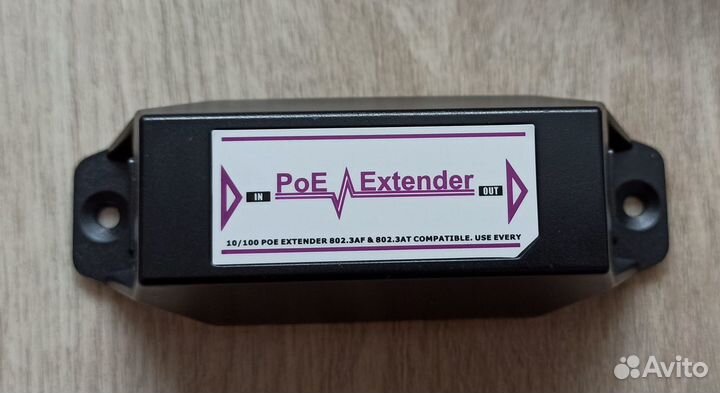 IN PoE Extender OUT
10/100 POE EXTENDER 802.3AF & 802.3AT COMPATIBLE. USE EVERY
Avito